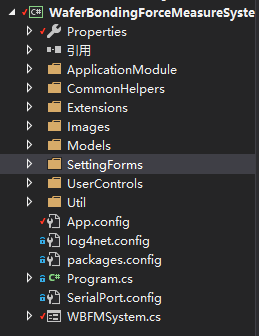 C# WaferBondingForceMeasureSyste
Properties
引用
ApplicationModule
CommonHelpers
Extensions
Images
Models
SettingForms
UserControls
Util
App.config
log4net.config
packages.config
C# Program.cs
SerialPort.config
WBFMSystem.cs